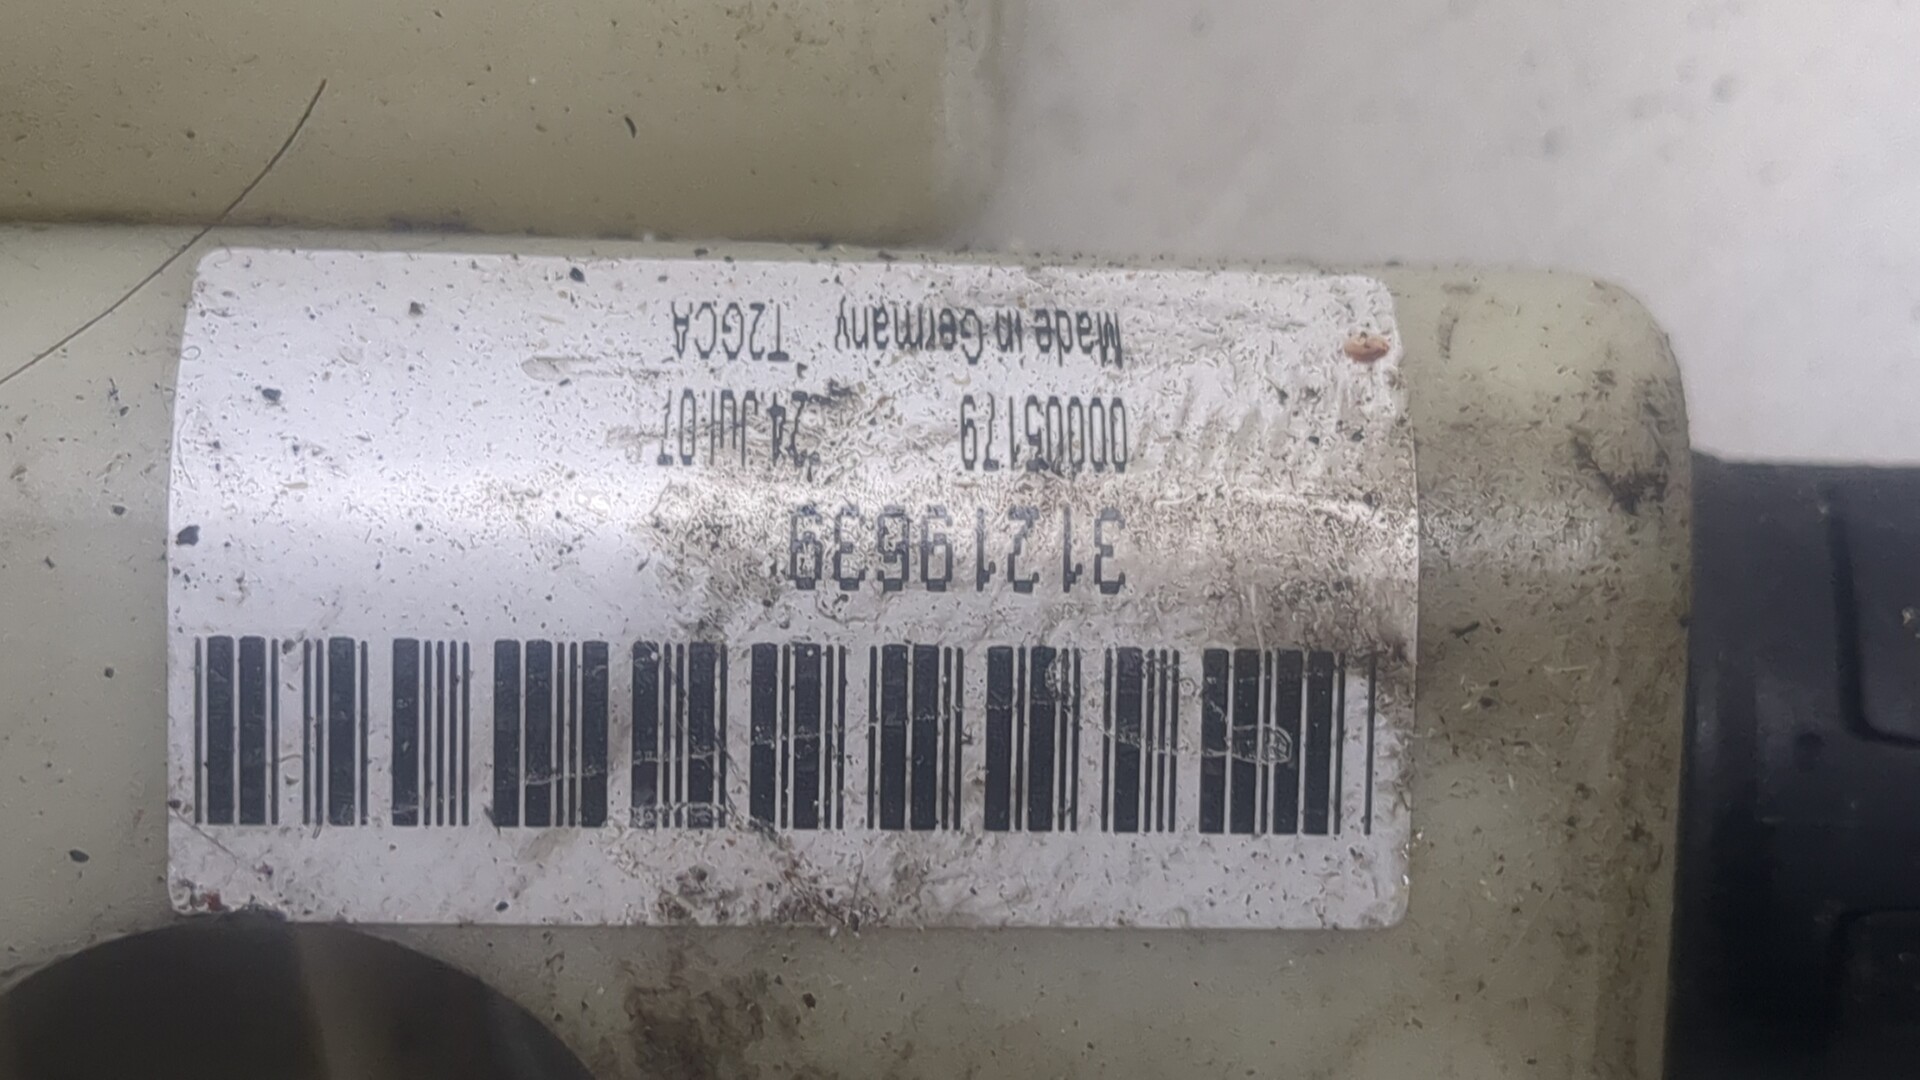 Made in Germany T2GCA
00005179 24.Jul.07
31219639